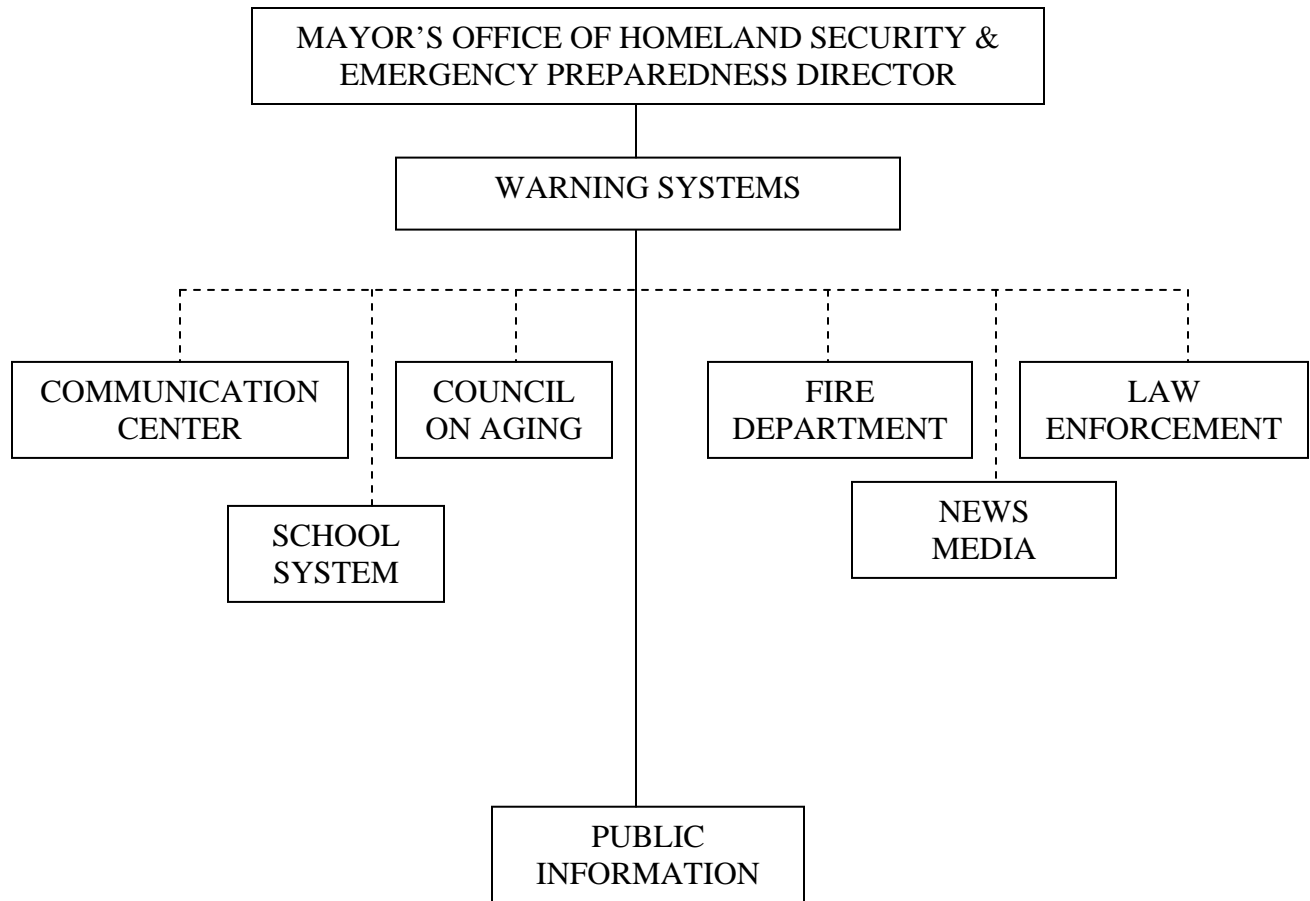 MAYOR’S OFFICE OF HOMELAND SECURITY &
EMERGENCY PREPAREDNESS DIRECTOR
WARNING SYSTEMS
COMMUNICATION
CENTER
COUNCIL
ON AGING
FIRE
DEPARTMENT
LAW
ENFORCEMENT
SCHOOL
SYSTEM
NEWS
MEDIA
PUBLIC
INFORMATION